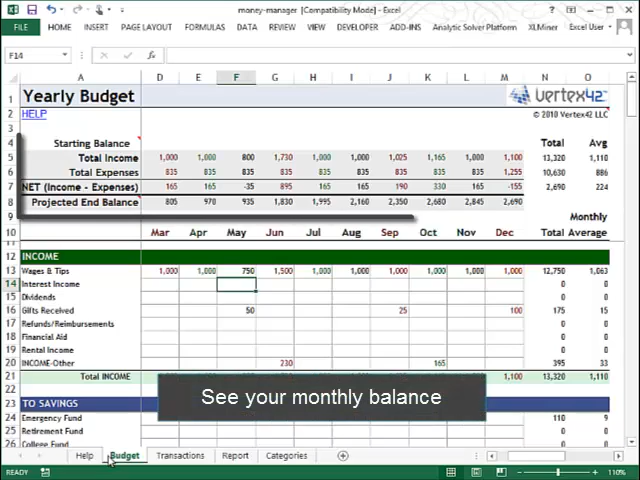 money-manager [Compatibility Mode] - Excel
FILE HOME INSERT PAGE LAYOUT FORMULAS DATA REVIEW VIEW DEVELOPER ADD-INS Analytic Solver Platform XLMiner Excel User
F14 fx
A D E F G H I J K L M N O
1 Yearly Budget vertex42
2 HELP © 2010 Vertex42 LLC
3
4 Starting Balance Total Avg
5 Total Income 1,000 1,000 800 1,730 1,000 1,000 1,025 1,165 1,000 1,100 13,320 1,110
6 Total Expenses 835 835 835 835 835 835 835 835 835 1,255 10,630 886
7 NET (Income - Expenses) 165 165 -35 895 165 165 190 330 165 -155 2,690 224
8 Projected End Balance 805 970 935 1,830 1,995 2,160 2,350 2,680 2,845 2,690
9 Monthly
10 Mar Apr May Jun Jul Aug Sep Oct Nov Dec Total Average
11
12 INCOME
13 Wages & Tips 1,000 1,000 750 1,500 1,000 1,000 1,000 1,000 1,000 1,000 12,750 1,063
14 Interest Income 0 0
15 Dividends 0 0
16 Gifts Received 50 25 100 175 15
17 Refunds/Reimbursements 0 0
18 Financial Aid 0 0
19 Rental Income 0 0
20 INCOME-Other 230 165 395 33
21 Total INCOME 1,100 13,320 1,110
See your monthly balance
23 TO SAVINGS
24 Emergency Fund 110 9
25 Retirement Fund 0 0
26 College Fund 0 0
Help Budget Transactions Report Categories
READY 110%